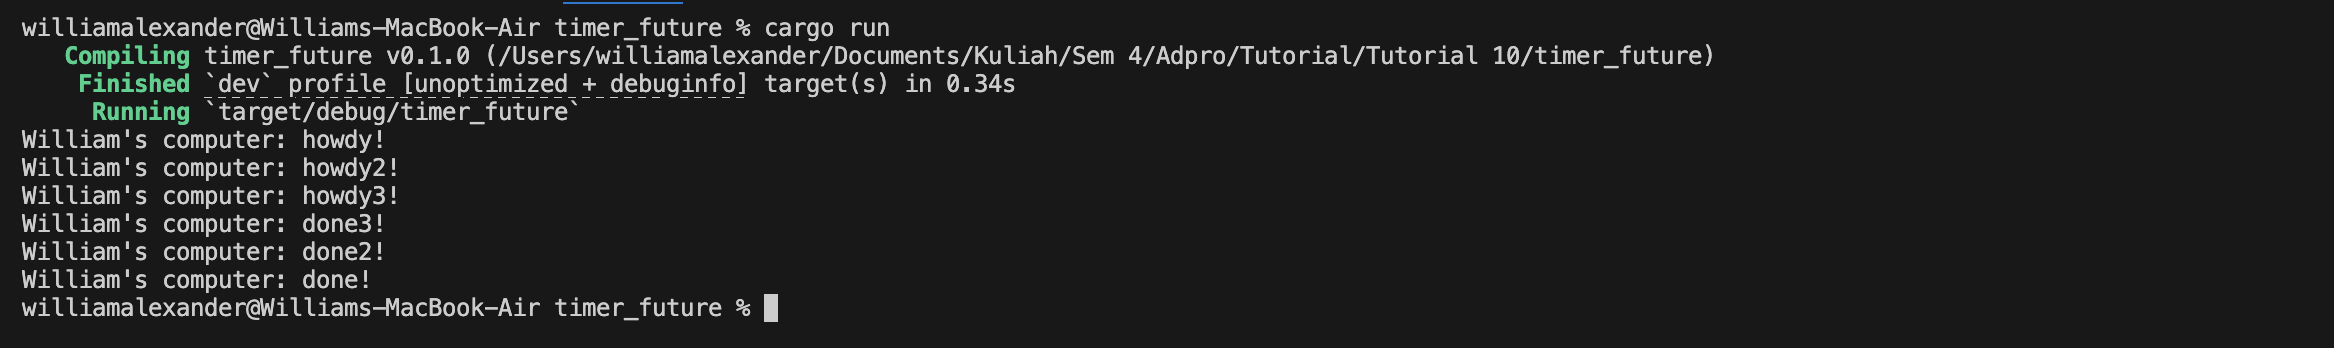 williamalexander@Williams-MacBook-Air timer_future % cargo run
   Compiling timer_future v0.1.0 (/Users/williamalexander/Documents/Kuliah/Sem 4/Adpro/Tutorial/Tutorial 10/timer_future)
    Finished `dev` profile [unoptimized + debuginfo] target(s) in 0.34s
     Running `target/debug/timer_future`
William's computer: howdy!
William's computer: howdy2!
William's computer: howdy3!
William's computer: done3!
William's computer: done2!
William's computer: done!
williamalexander@Williams-MacBook-Air timer_future %